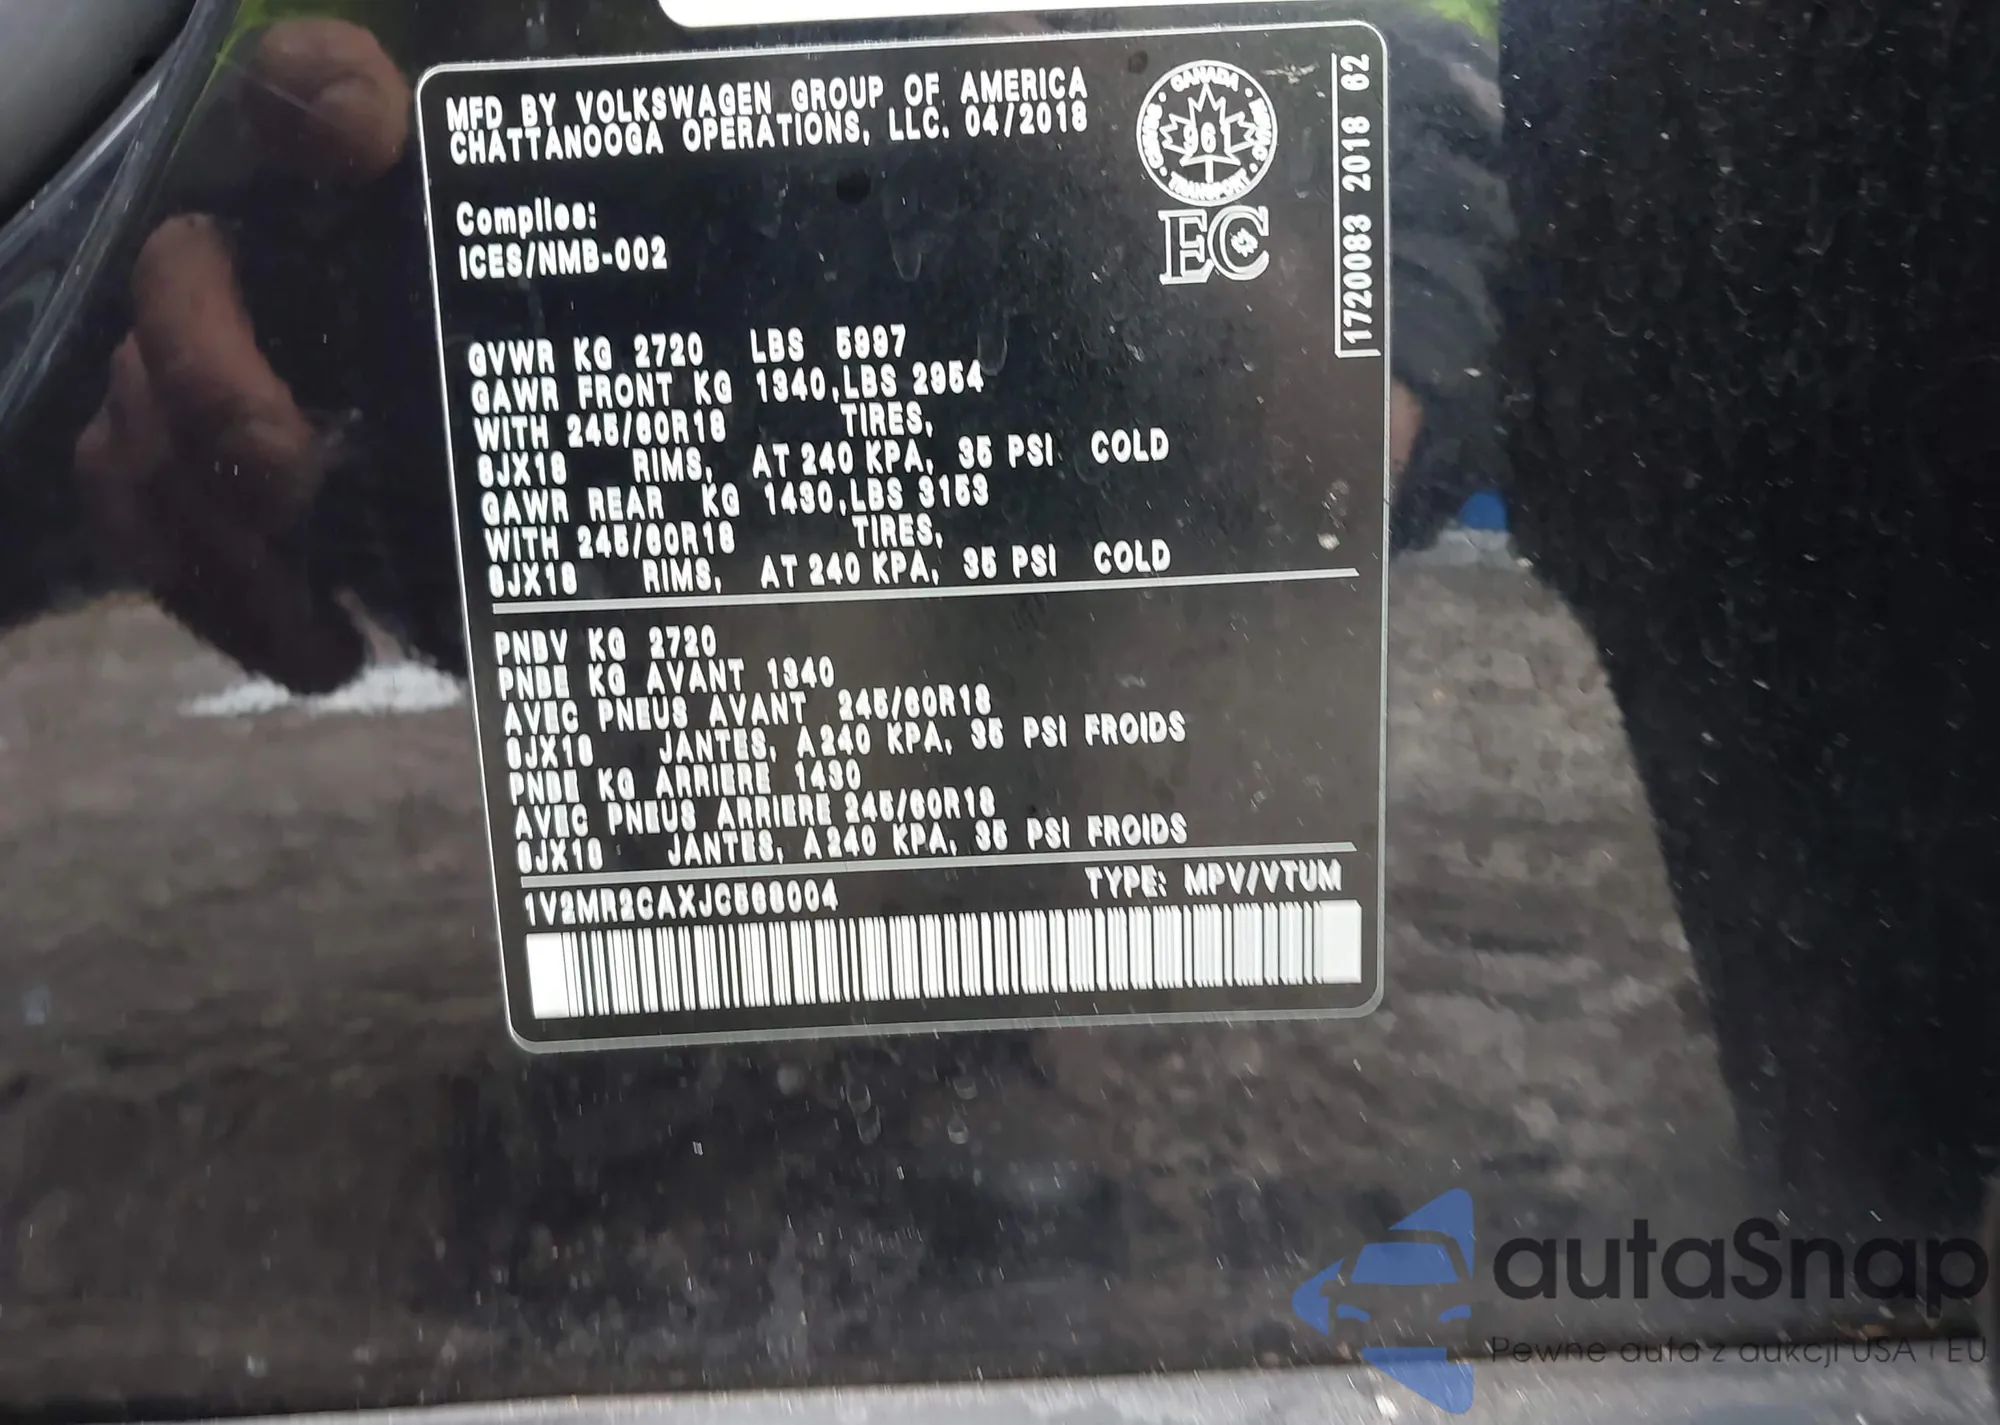 MFD BY VOLKSWAGEN GROUP OF AMERICA
CHATTANOOGA OPERATIONS, LLC. 04/2018
CANADA
TRANSPORT
EC
1720083 2018 62
Complies:
ICES/NMB-002
GVWR KG 2720 LBS 5997
GAWR FRONT KG 1340,LBS 2954
WITH 245/60R18 TIRES,
8JX18 RIMS, AT 240 KPA, 35 PSI COLD
GAWR REAR KG 1430,LBS 3153
WITH 245/60R18 TIRES,
8JX18 RIMS, AT 240 KPA, 35 PSI COLD
PNBV KG 2720
PNBE KG AVANT 1340
AVEC PNEUS AVANT 245/60R18
8JX18 JANTES, A 240 KPA, 35 PSI FROIDS
PNBE KG ARRIERE 1430
AVEC PNEUS ARRIERE 245/60R18
8JX18 JANTES, A 240 KPA, 35 PSI FROIDS
TYPE: MPV/VTUM
autaSnap
Pewne auta z aukcji USA i EU